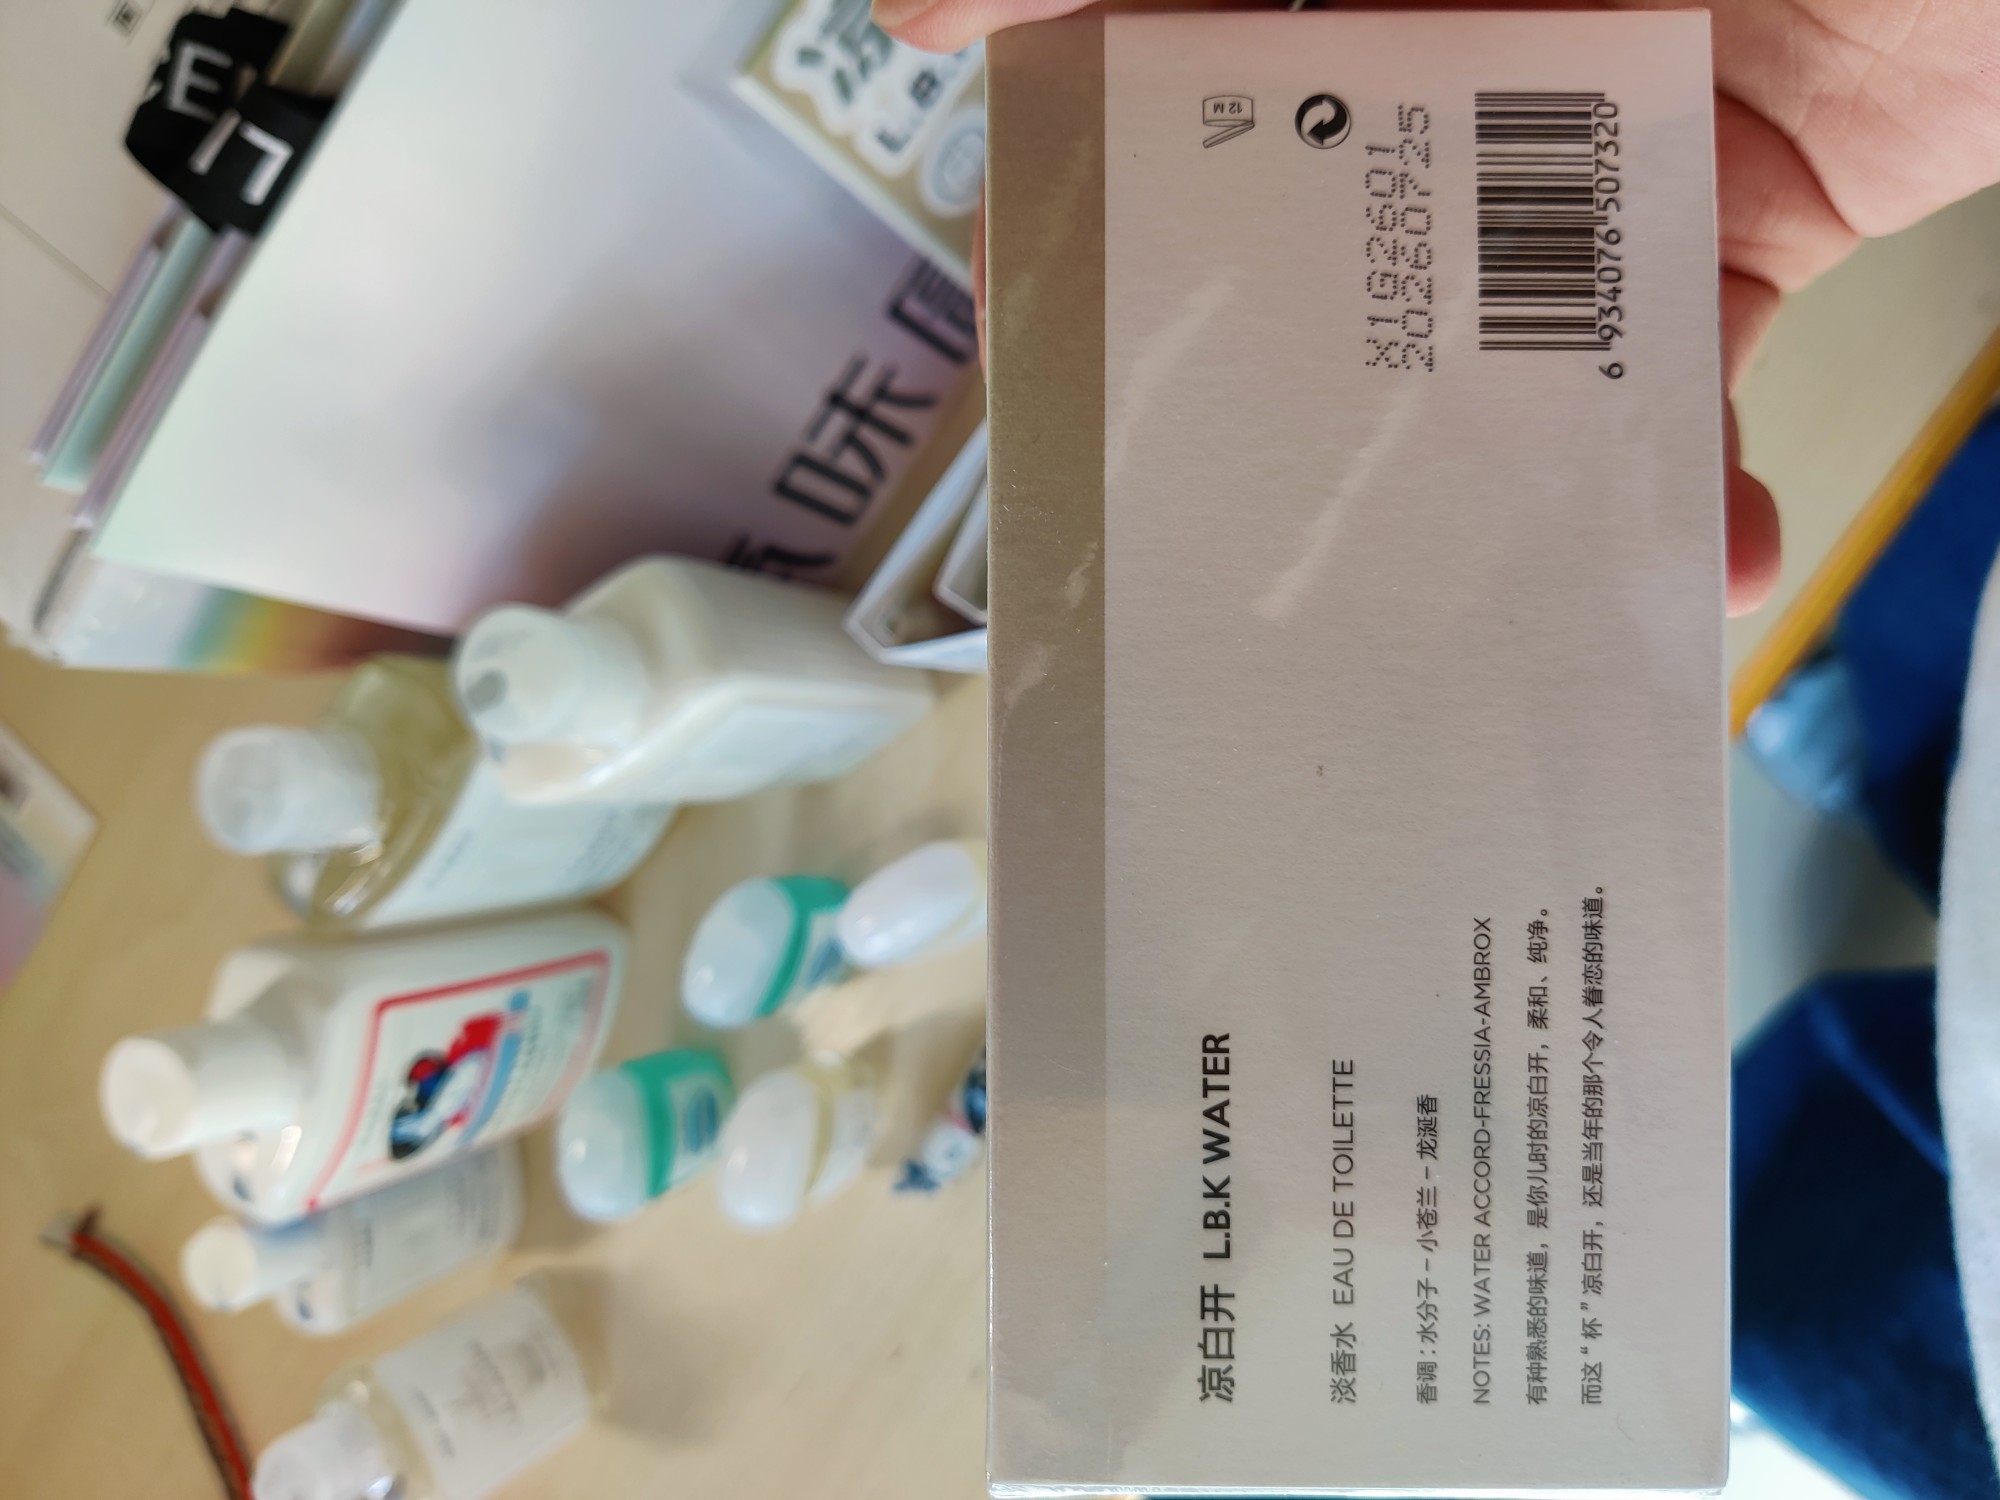 凉白开 L.B.K WATER
淡香水 EAU DE TOILETTE
香调：水分子－小苍兰－龙涎香
NOTES: WATER ACCORD-FRESSIA-AMBROX
有种熟悉的味道，是你儿时的凉白开，柔和、纯净。
而这“杯”凉白开，还是当年的那个令人眷恋的味道。
12 M
X192601
20260725
6 934076 507320
味
L.B.